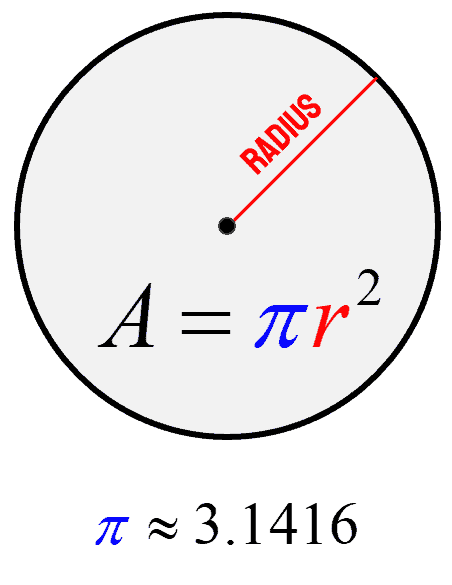 RADIUS
A = πr²
π ≈ 3.1416